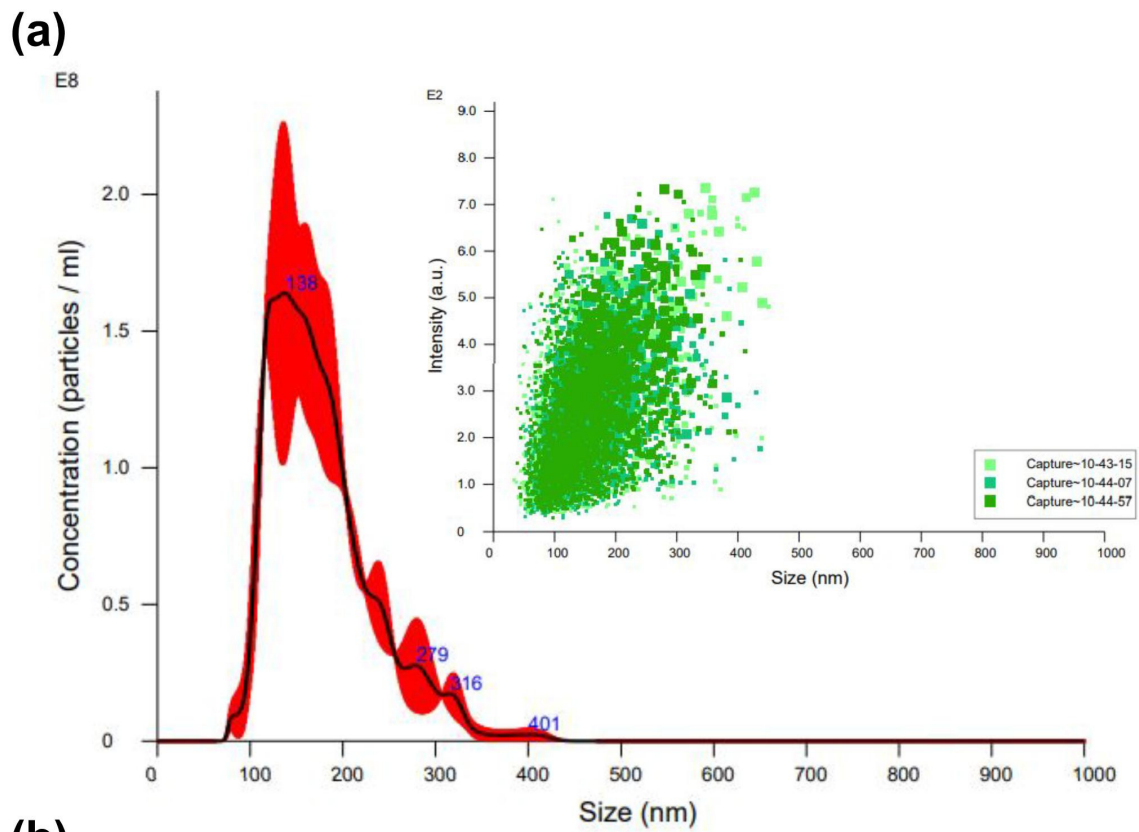 (a)
E8
2.0
1.5
1.0
0.5
0
Concentration (particles / ml)
138
279
316
401
0 100 200 300 400 500 600 700 800 900 1000
Size (nm)
E2
9.0
8.0
7.0
6.0
5.0
4.0
3.0
2.0
1.0
0
Intensity (a.u.)
0 100 200 300 400 500 600 700 800 900 1000
Size (nm)
Capture~10-43-15
Capture~10-44-07
Capture~10-44-57
(b)